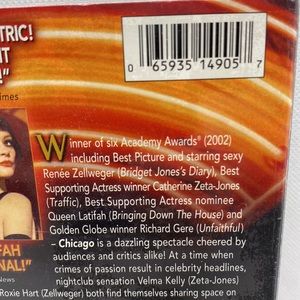 TRIC!
IT
!"
imes
0 65935 14905 7
Winner of six Academy Awards® (2002)
including Best Picture and starring sexy
Renée Zellweger (Bridget Jones's Diary), Best
Supporting Actress winner Catherine Zeta-Jones
(Traffic), Best.Supporting Actress nominee
Queen Latifah (Bringing Down The House) and
Golden Globe winner Richard Gere (Unfaithful)
– Chicago is a dazzling spectacle cheered by
audiences and critics alike! At a time when
crimes of passion result in celebrity headlines,
nightclub sensation Velma Kelly (Zeta-Jones)
Roxie Hart (Zellweger) both find themselves sharing space on
FAH
NAL!"
News